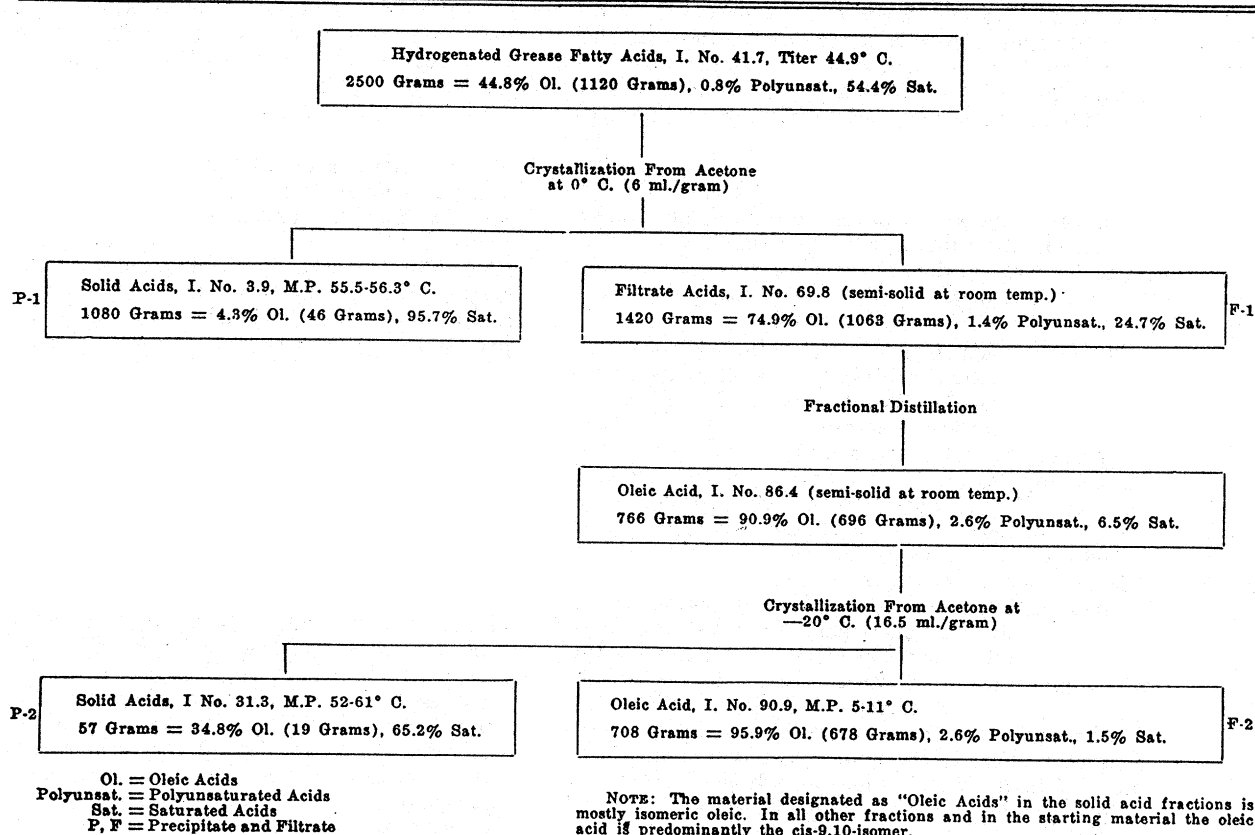 Hydrogenated Grease Fatty Acids, I. No. 41.7, Titer 44.9° C.
2500 Grams = 44.8% Ol. (1120 Grams), 0.8% Polyunsat., 54.4% Sat.
Crystallization From Acetone
at 0° C. (6 ml./gram)
P-1
Solid Acids, I. No. 3.9, M.P. 55.5-56.3° C.
1080 Grams = 4.3% Ol. (46 Grams), 95.7% Sat.
Filtrate Acids, I. No. 69.8 (semi-solid at room temp.)
1420 Grams = 74.9% Ol. (1063 Grams), 1.4% Polyunsat., 24.7% Sat.
F-1
Fractional Distillation
Oleic Acid, I. No. 86.4 (semi-solid at room temp.)
766 Grams = 90.9% Ol. (696 Grams), 2.6% Polyunsat., 6.5% Sat.
Crystallization From Acetone at
—20° C. (16.5 ml./gram)
P-2
Solid Acids, I No. 31.3, M.P. 52-61° C.
57 Grams = 34.8% Ol. (19 Grams), 65.2% Sat.
Oleic Acid, I. No. 90.9, M.P. 5-11° C.
708 Grams = 95.9% Ol. (678 Grams), 2.6% Polyunsat., 1.5% Sat.
F-2
Ol. = Oleic Acids
Polyunsat. = Polyunsaturated Acids
Sat. = Saturated Acids
P, F = Precipitate and Filtrate
NOTE: The material designated as "Oleic Acids" in the solid acid fractions is
mostly isomeric oleic. In all other fractions and in the starting material the oleic
acid is predominantly the cis-9,10-isomer.